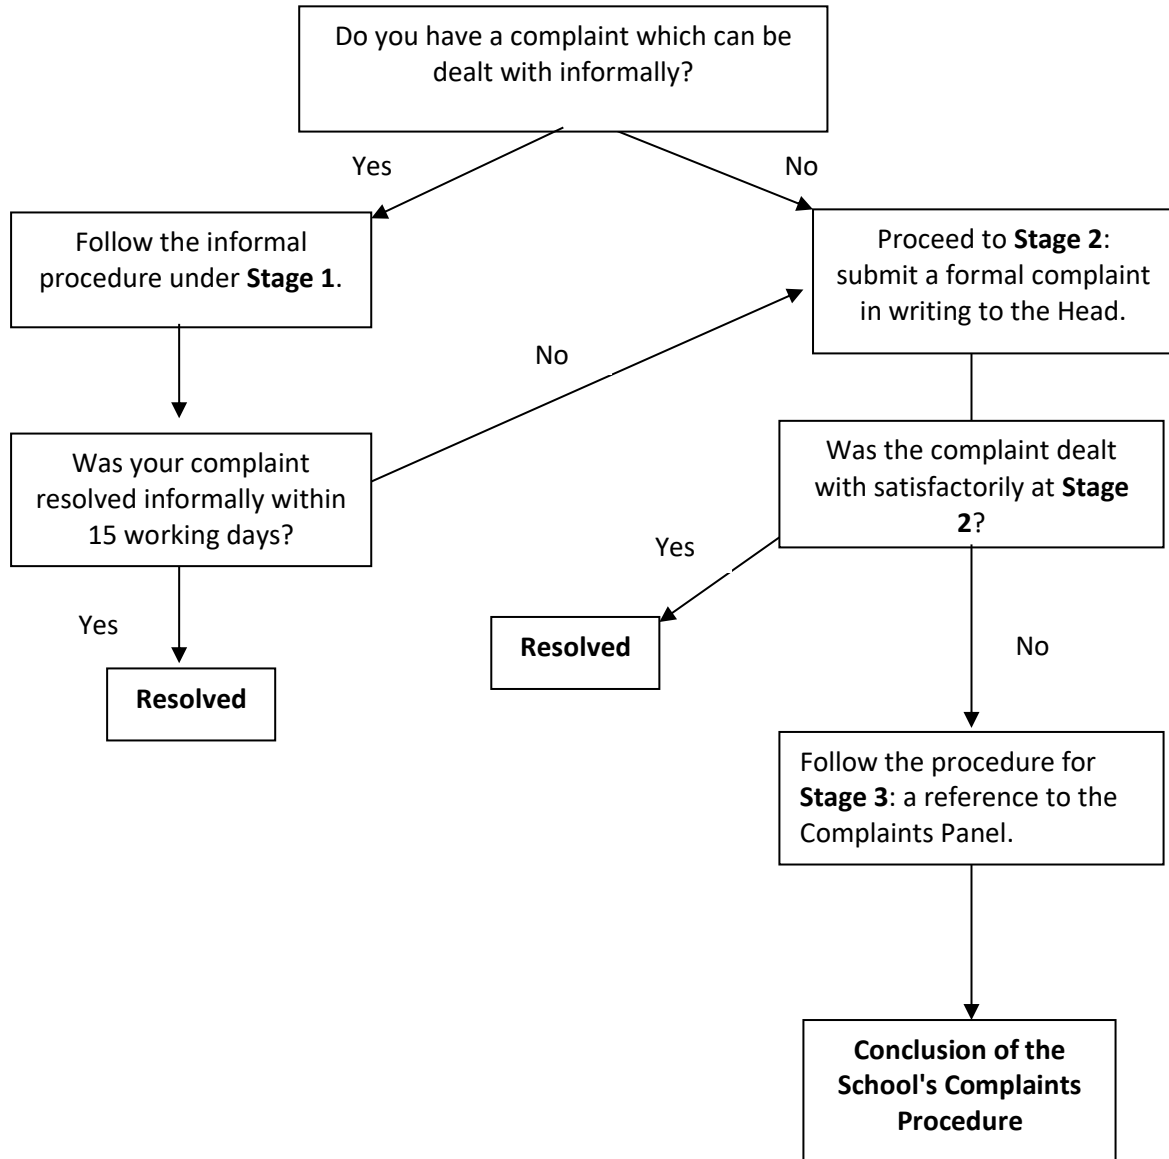 Do you have a complaint which can be
dealt with informally?
Yes
No
Follow the informal
procedure under Stage 1.
Proceed to Stage 2:
submit a formal complaint
in writing to the Head.
No
Was your complaint
resolved informally within
15 working days?
Was the complaint dealt
with satisfactorily at Stage
2?
Yes
Yes
Resolved
No
Resolved
Follow the procedure for
Stage 3: a reference to the
Complaints Panel.
Conclusion of the
School's Complaints
Procedure